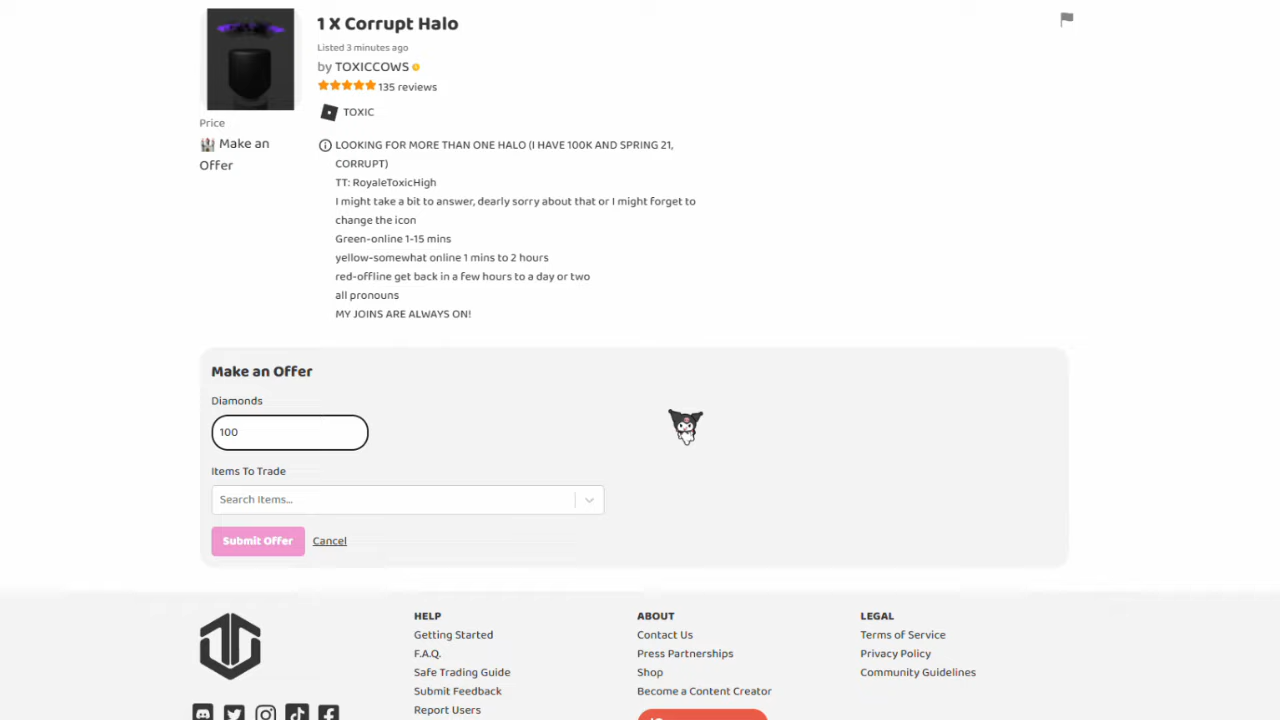 1 X Corrupt Halo
Listed 3 minutes ago
by TOXICCOWS
135 reviews
TOXIC
Price
Make an
Offer
LOOKING FOR MORE THAN ONE HALO (I HAVE 100K AND SPRING 21,
CORRUPT)
TT: RoyaleToxicHigh
I might take a bit to answer, dearly sorry about that or I might forget to
change the icon
Green-online 1-15 mins
yellow-somewhat online 1 mins to 2 hours
red-offline get back in a few hours to a day or two
all pronouns
MY JOINS ARE ALWAYS ON!
Make an Offer
Diamonds
100
Items To Trade
Search Items...
Submit Offer Cancel
HELP
Getting Started
F.A.Q.
Safe Trading Guide
Submit Feedback
Report Users
ABOUT
Contact Us
Press Partnerships
Shop
Become a Content Creator
LEGAL
Terms of Service
Privacy Policy
Community Guidelines